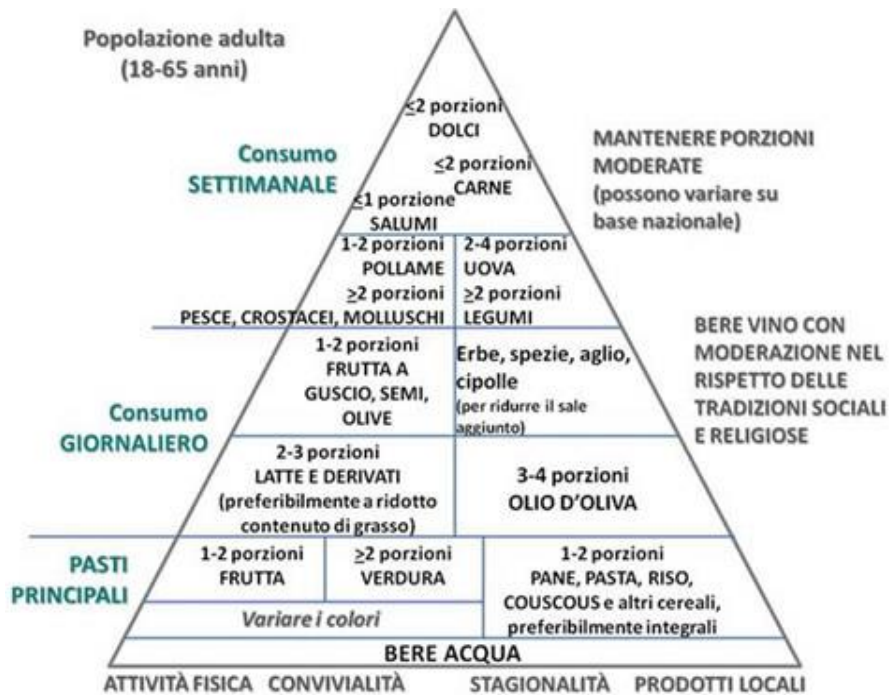 Popolazione adulta
(18-65 anni)
≤2 porzioni
DOLCI
Consumo
SETTIMANALE
≤2 porzioni
CARNE
≤1 porzione
SALUMI
MANTENERE PORZIONI
MODERATE
(possono variare su
base nazionale)
1-2 porzioni
POLLAME
2-4 porzioni
UOVA
≥2 porzioni
PESCE, CROSTACEI, MOLLUSCHI
≥2 porzioni
LEGUMI
BERE VINO CON
MODERAZIONE NEL
RISPETTO DELLE
TRADIZIONI SOCIALI
E RELIGIOSE
Consumo
GIORNALIERO
1-2 porzioni
FRUTTA A
GUSCIO, SEMI,
OLIVE
Erbe, spezie, aglio,
cipolle
(per ridurre il sale
aggiunto)
2-3 porzioni
LATTE E DERIVATI
(preferibilmente a ridotto
contenuto di grasso)
3-4 porzioni
OLIO D'OLIVA
PASTI
PRINCIPALI
1-2 porzioni
FRUTTA
≥2 porzioni
VERDURA
Variare i colori
1-2 porzioni
PANE, PASTA, RISO,
COUSCOUS e altri cereali,
preferibilmente integrali
BERE ACQUA
ATTIVITÀ FISICA CONVIVIALITÀ STAGIONALITÀ PRODOTTI LOCALI